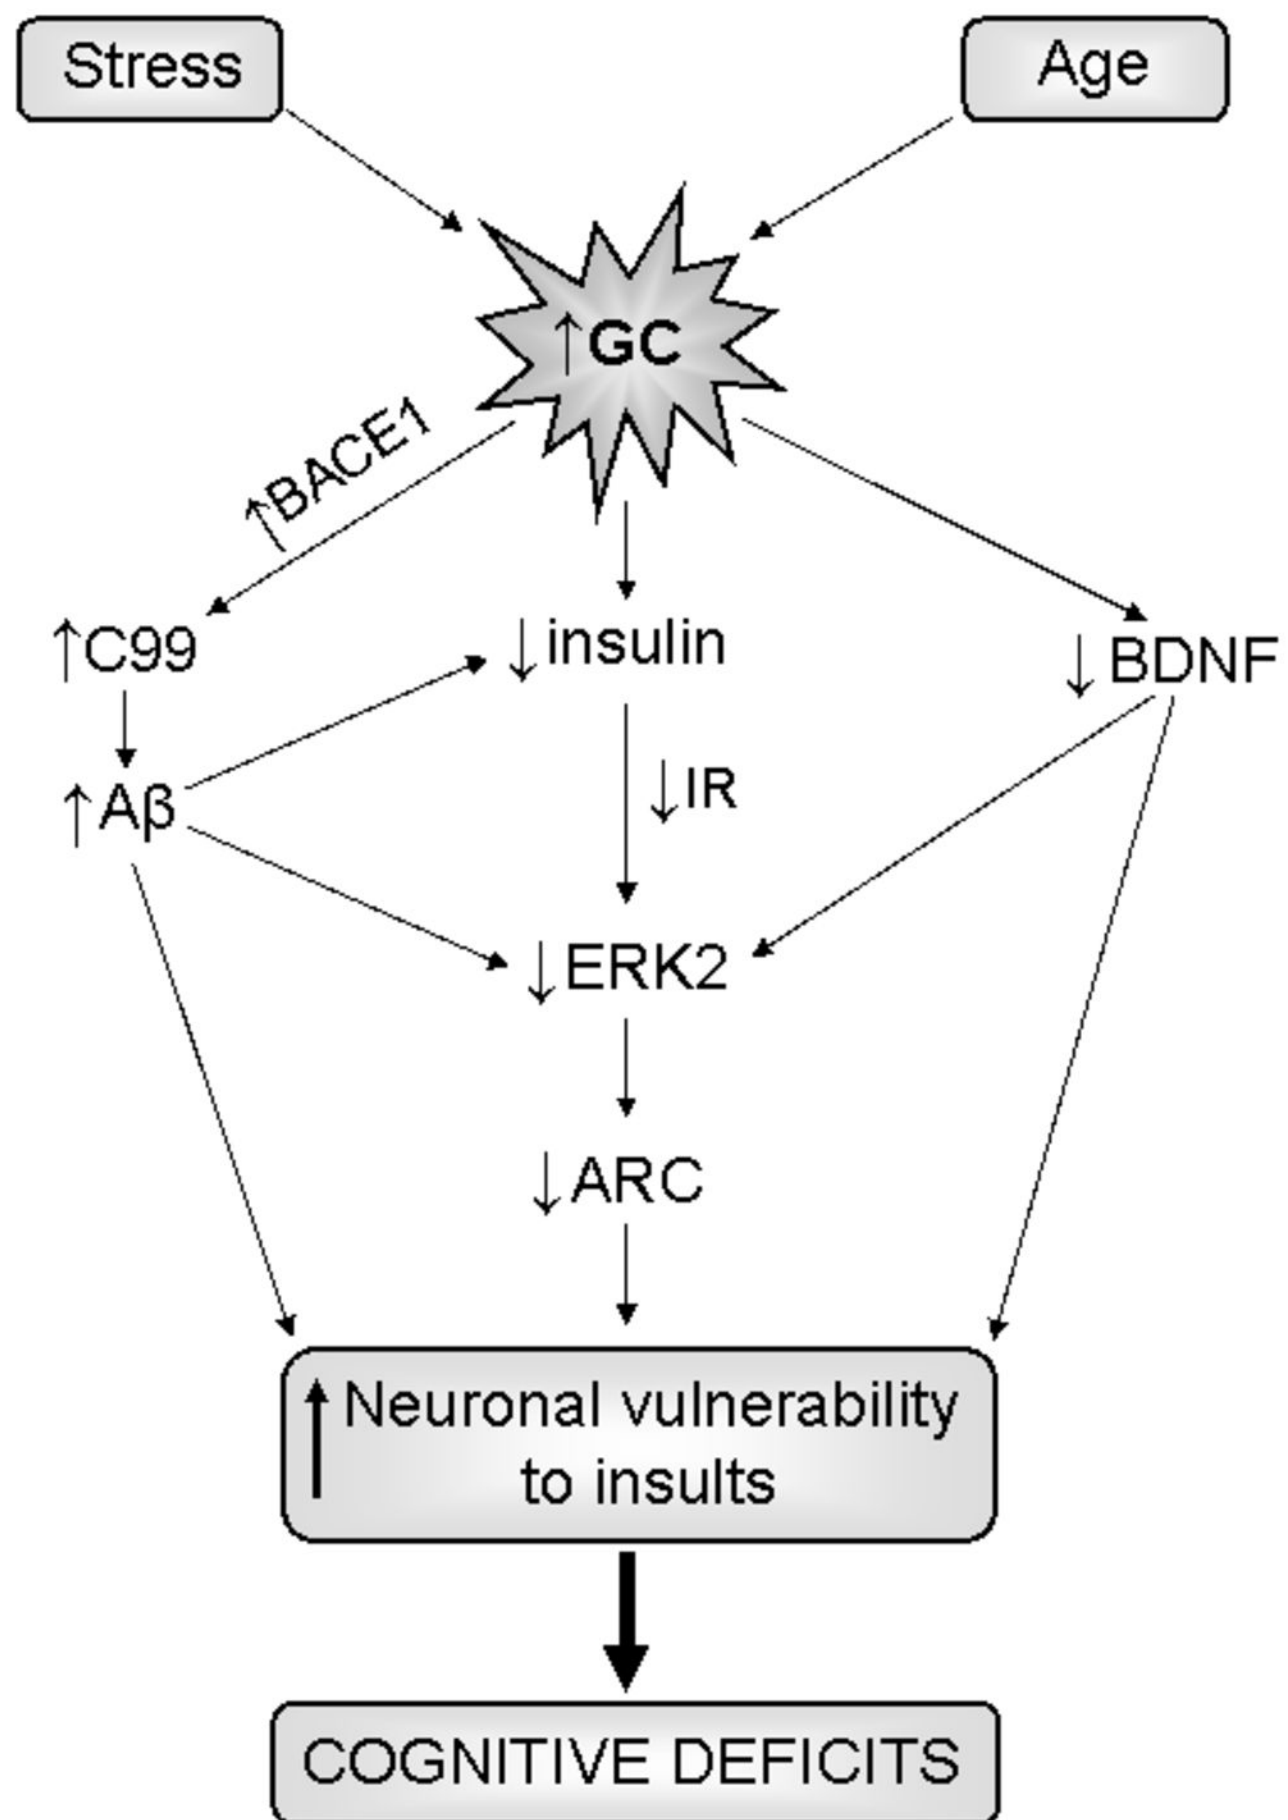 Stress
Age
↑GC
↑BACE1
↑C99
↓insulin
↓BDNF
↑Aβ
↓IR
↓ERK2
↓ARC
↑Neuronal vulnerability
to insults
COGNITIVE DEFICITS